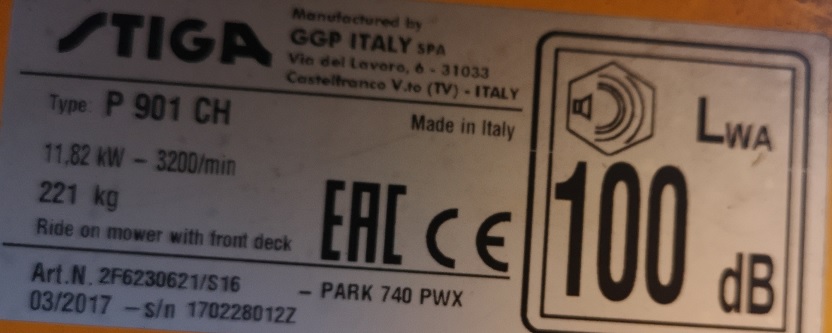 STIGA
Manufactured by
GGP ITALY SPA
Via del Lavoro, 6 - 31033
Castelfranco V.to (TV) - ITALY
Type: P 901 CH
Made in Italy
11,82 kW - 3200/min
221 kg
Ride on mower with front deck
EAC CE
Art.N. 2F6230621/S16
- PARK 740 PWX
03/2017 - s/n 170228012Z
LWA
100
dB